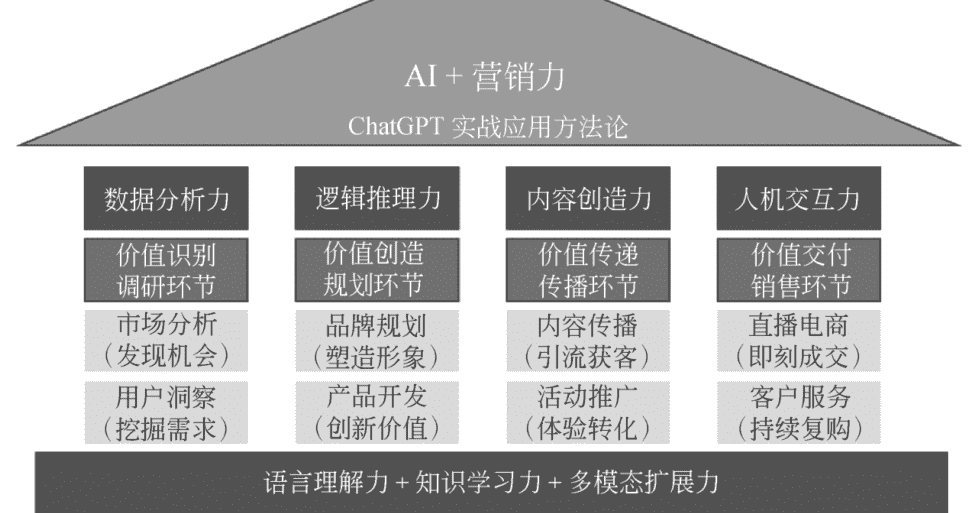 AI + 营销力
ChatGPT 实战应用方法论
数据分析力
逻辑推理力
内容创造力
人机交互力
价值识别
调研环节
价值创造
规划环节
价值传递
传播环节
价值交付
销售环节
市场分析
（发现机会）
品牌规划
（塑造形象）
内容传播
（引流获客）
直播电商
（即刻成交）
用户洞察
（挖掘需求）
产品开发
（创新价值）
活动推广
（体验转化）
客户服务
（持续复购）
语言理解力 + 知识学习力 + 多模态扩展力